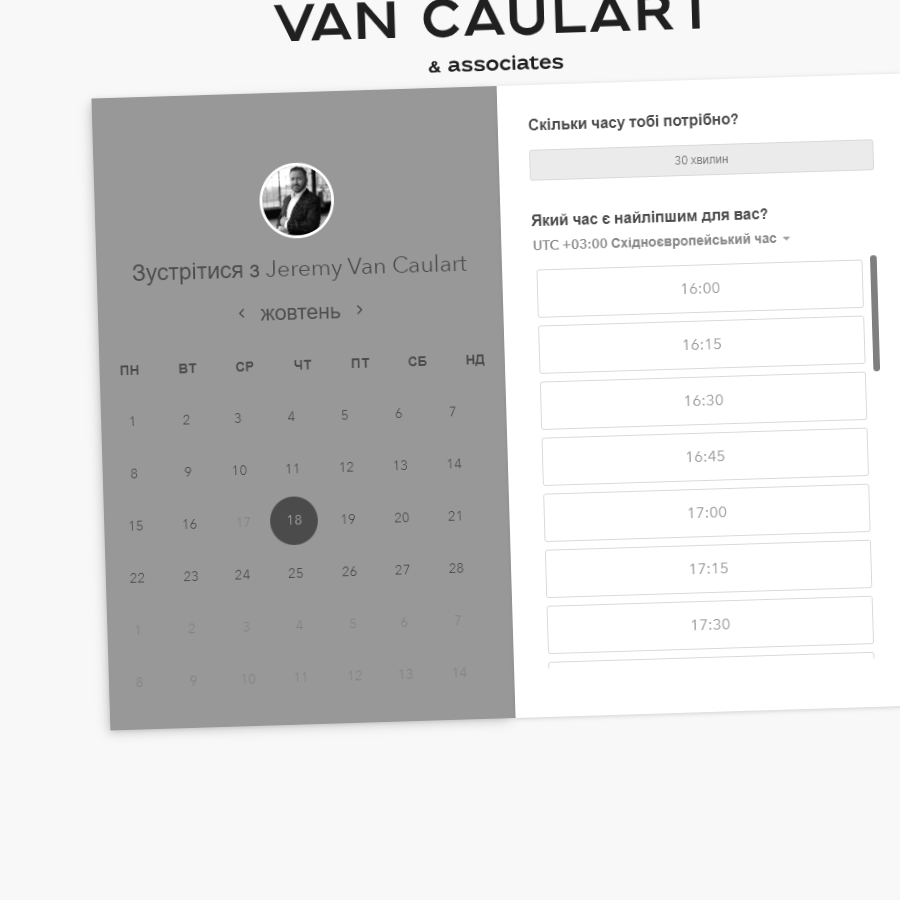 VAN CAULART
& associates
Зустрітися з Jeremy Van Caulart
‹ жовтень ›
ПН ВТ СР ЧТ ПТ СБ НД
1 2 3 4 5 6 7
8 9 10 11 12 13 14
15 16 17 18 19 20 21
22 23 24 25 26 27 28
1 2 3 4 5 6 7
8 9 10 11 12 13 14
Скільки часу тобі потрібно?
30 хвилин
Який час є найліпшим для вас?
UTC +03:00 Східноєвропейський час
16:00
16:15
16:30
16:45
17:00
17:15
17:30